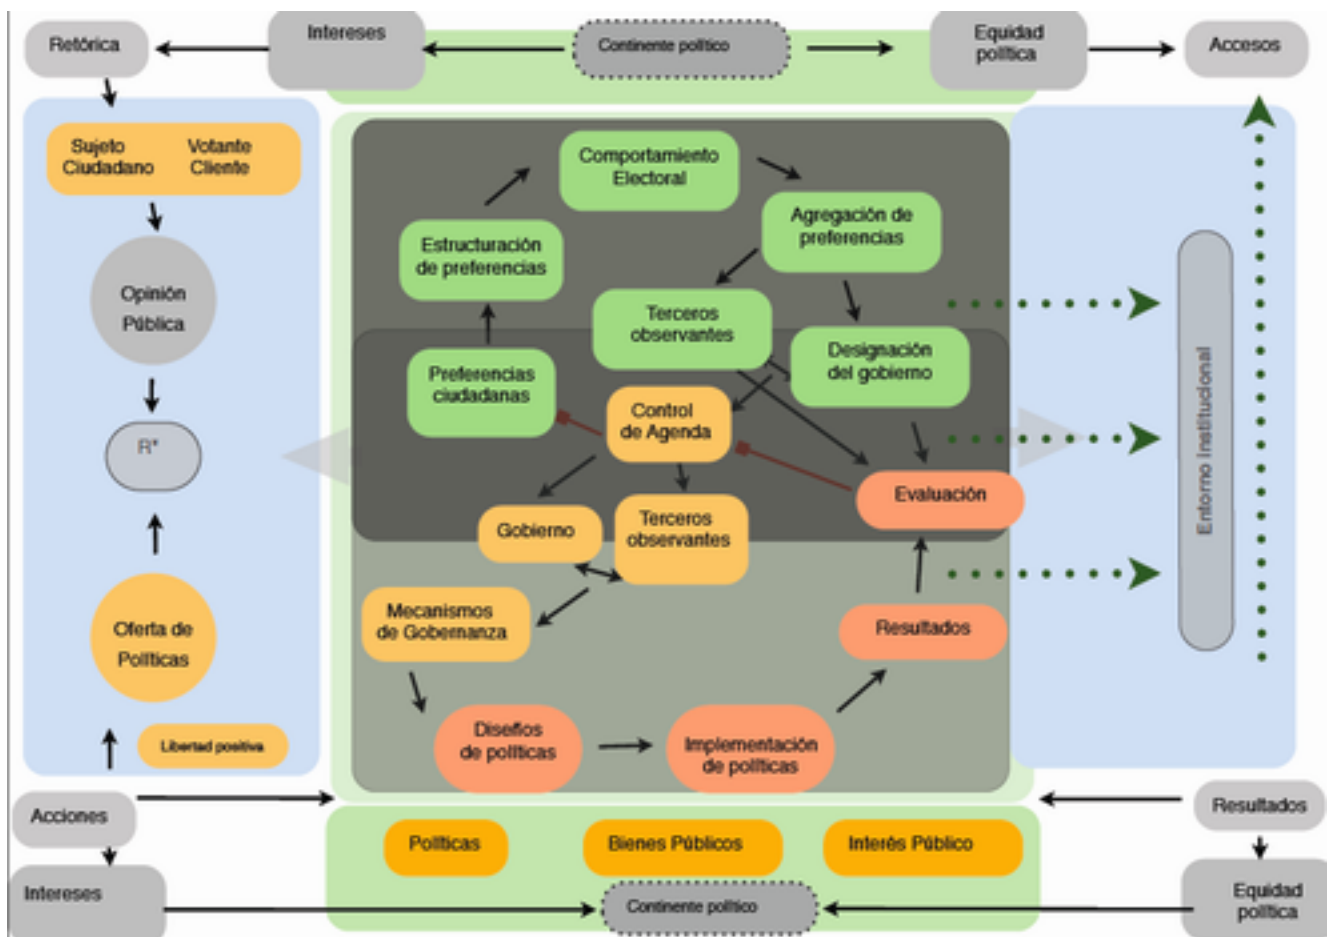 Retórica
Intereses
Continente político
Equidad
política
Accesos
Sujeto Votante
Ciudadano Cliente
Opinión
Pública
R*
Oferta de
Políticas
Libertad positiva
Comportamiento
Electoral
Agregación de
preferencias
Estructuración
de preferencias
Terceros
observantes
Designación
del gobierno
Preferencias
ciudadanas
Control
de Agenda
Evaluación
Gobierno
Terceros
observantes
Mecanismos
de Gobernanza
Resultados
Diseños
de políticas
Implementación
de políticas
Entorno institucional
Acciones
Resultados
Políticas
Bienes Públicos
Interés Público
Intereses
Continente político
Equidad
política